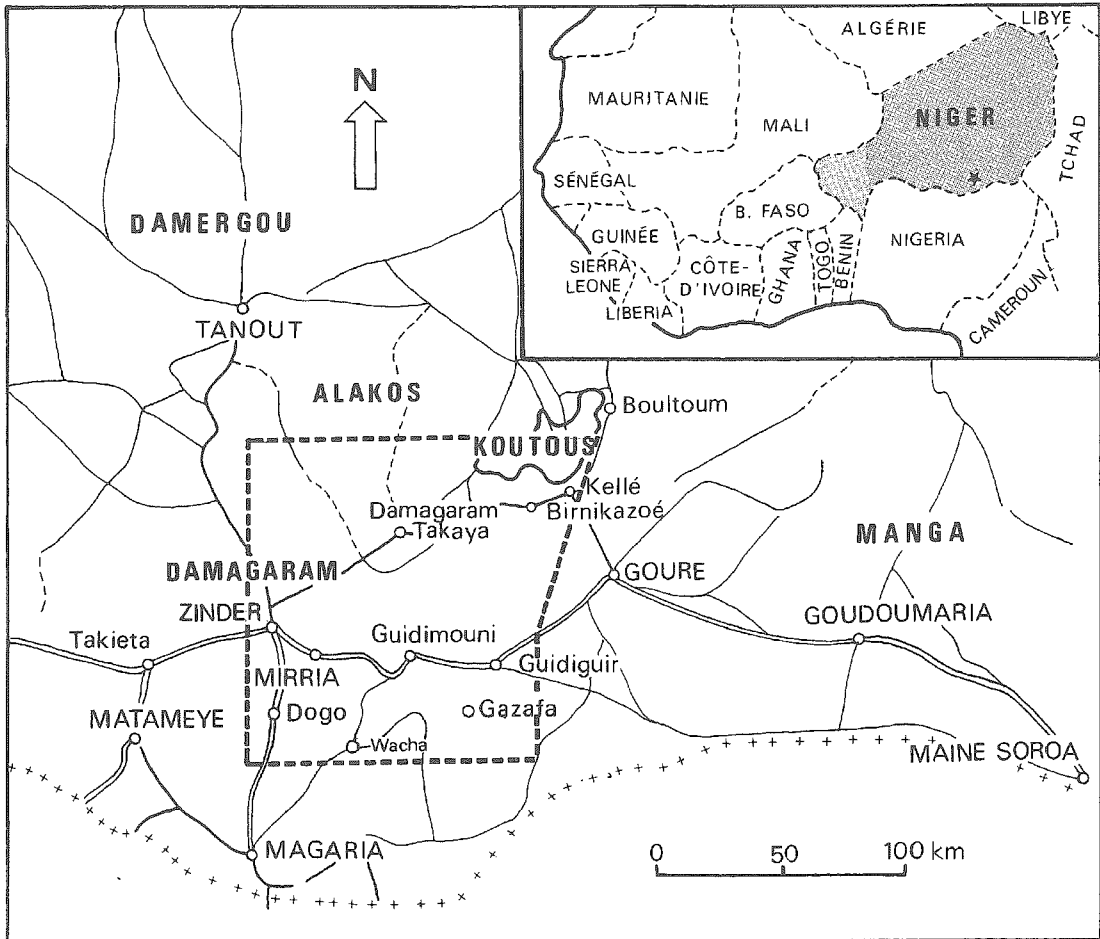 N
DAMERGOU
TANOUT
ALAKOS
KOUTOUS
Boultoum
Kellé
Birnikazoé
Damagaram
Takaya
MANGA
DAMAGARAM
GOURE
ZINDER
GOUDOUMARIA
Takieta
Guidimouni
MIRRIA
Guidiguir
MATAMEYE
Dogo
Gazafa
Wacha
MAINE SOROA
MAGARIA
0 50 100 km
ALGÉRIE
LIBYE
MAURITANIE
MALI
NIGER
TCHAD
SÉNÉGAL
B. FASO
GUINÉE
NIGERIA
SIERRA
LEONE
CÔTE-
D'IVOIRE
GHANA
TOGO
BÉNIN
LIBERIA
CAMEROUN